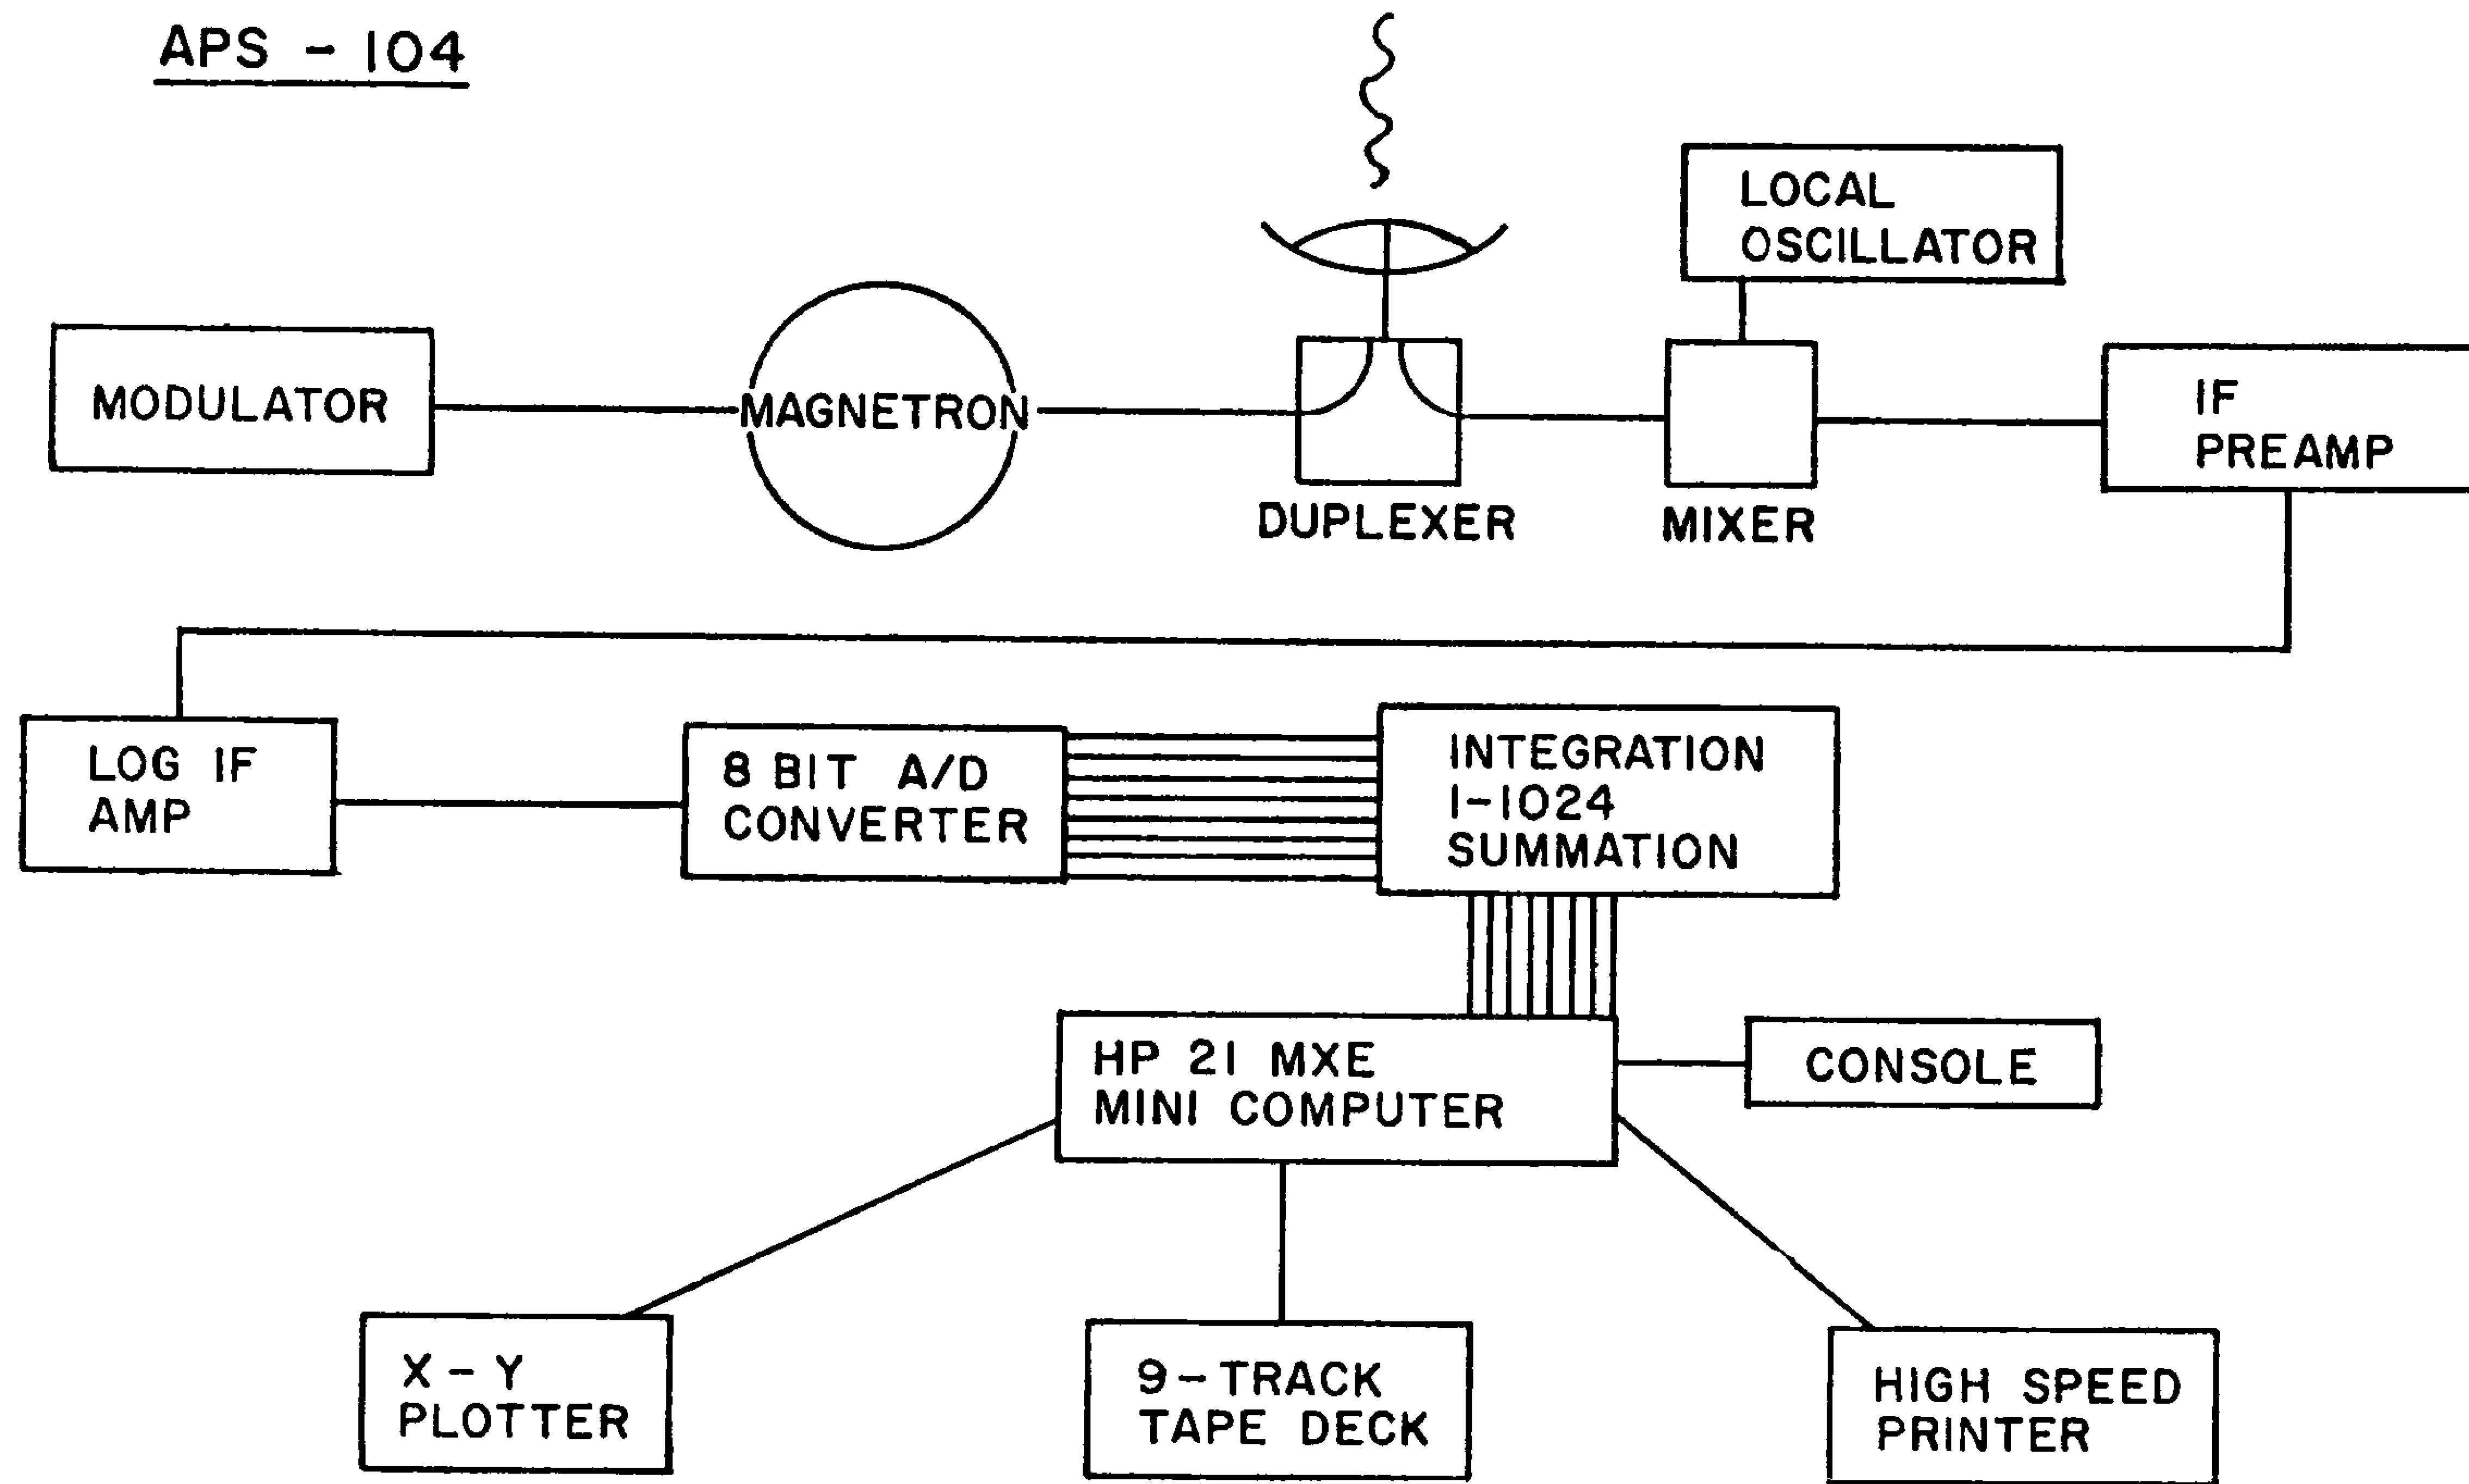 APS - 104
LOCAL
OSCILLATOR
MODULATOR
MAGNETRON
IF
PREAMP
DUPLEXER
MIXER
LOG IF
AMP
8 BIT A/D
CONVERTER
INTEGRATION
1-1024
SUMMATION
HP 21 MXE
MINI COMPUTER
CONSOLE
X-Y
PLOTTER
9-TRACK
TAPE DECK
HIGH SPEED
PRINTER